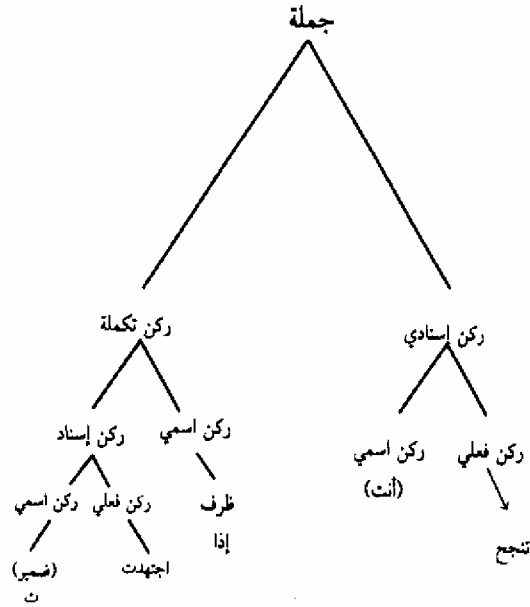 جملة
ركن إسنادي
ركن تكملة
ركن اسمي
ركن إسناد
ركن فعلي
ركن اسمي
(أنت)
ظرف
إذا
ركن فعلي
ركن اسمي
تنجح
اجتهدت
(ضمير)
ت